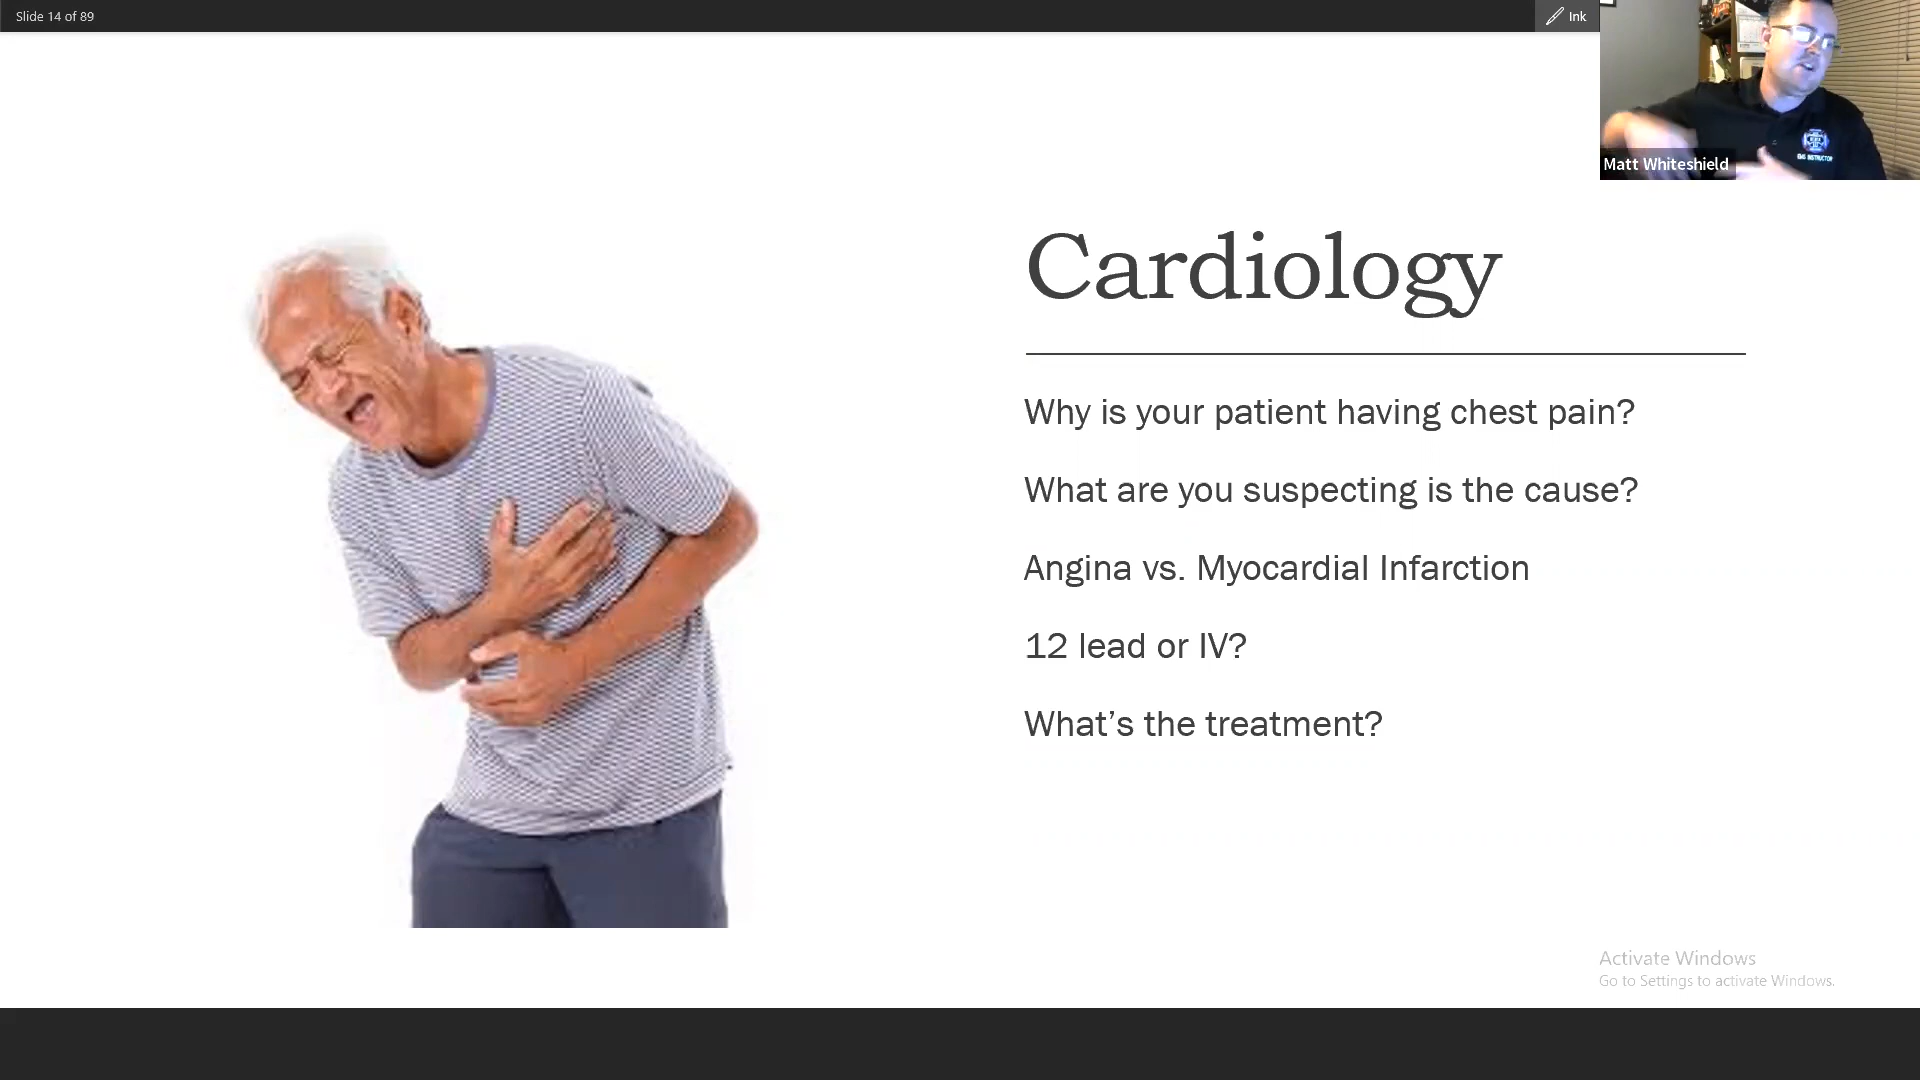 Slide 14 of 89
Ink
Matt Whiteshield
EMS INSTRUCTOR
Cardiology
Why is your patient having chest pain?
What are you suspecting is the cause?
Angina vs. Myocardial Infarction
12 lead or IV?
What’s the treatment?
Activate Windows
Go to Settings to activate Windows.